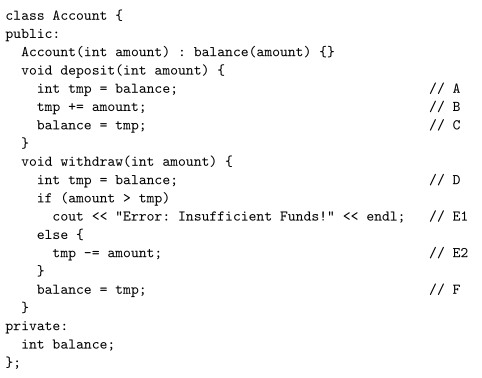 class Account {
public:
  Account(int amount) : balance(amount) {}
  void deposit(int amount) {
    int tmp = balance;                               // A
    tmp += amount;                                   // B
    balance = tmp;                                   // C
  }
  void withdraw(int amount) {
    int tmp = balance;                               // D
    if (amount > tmp)
      cout << "Error: Insufficient Funds!" << endl;  // E1
    else {
      tmp -= amount;                                 // E2
    }
    balance = tmp;                                   // F
  }
private:
  int balance;
};